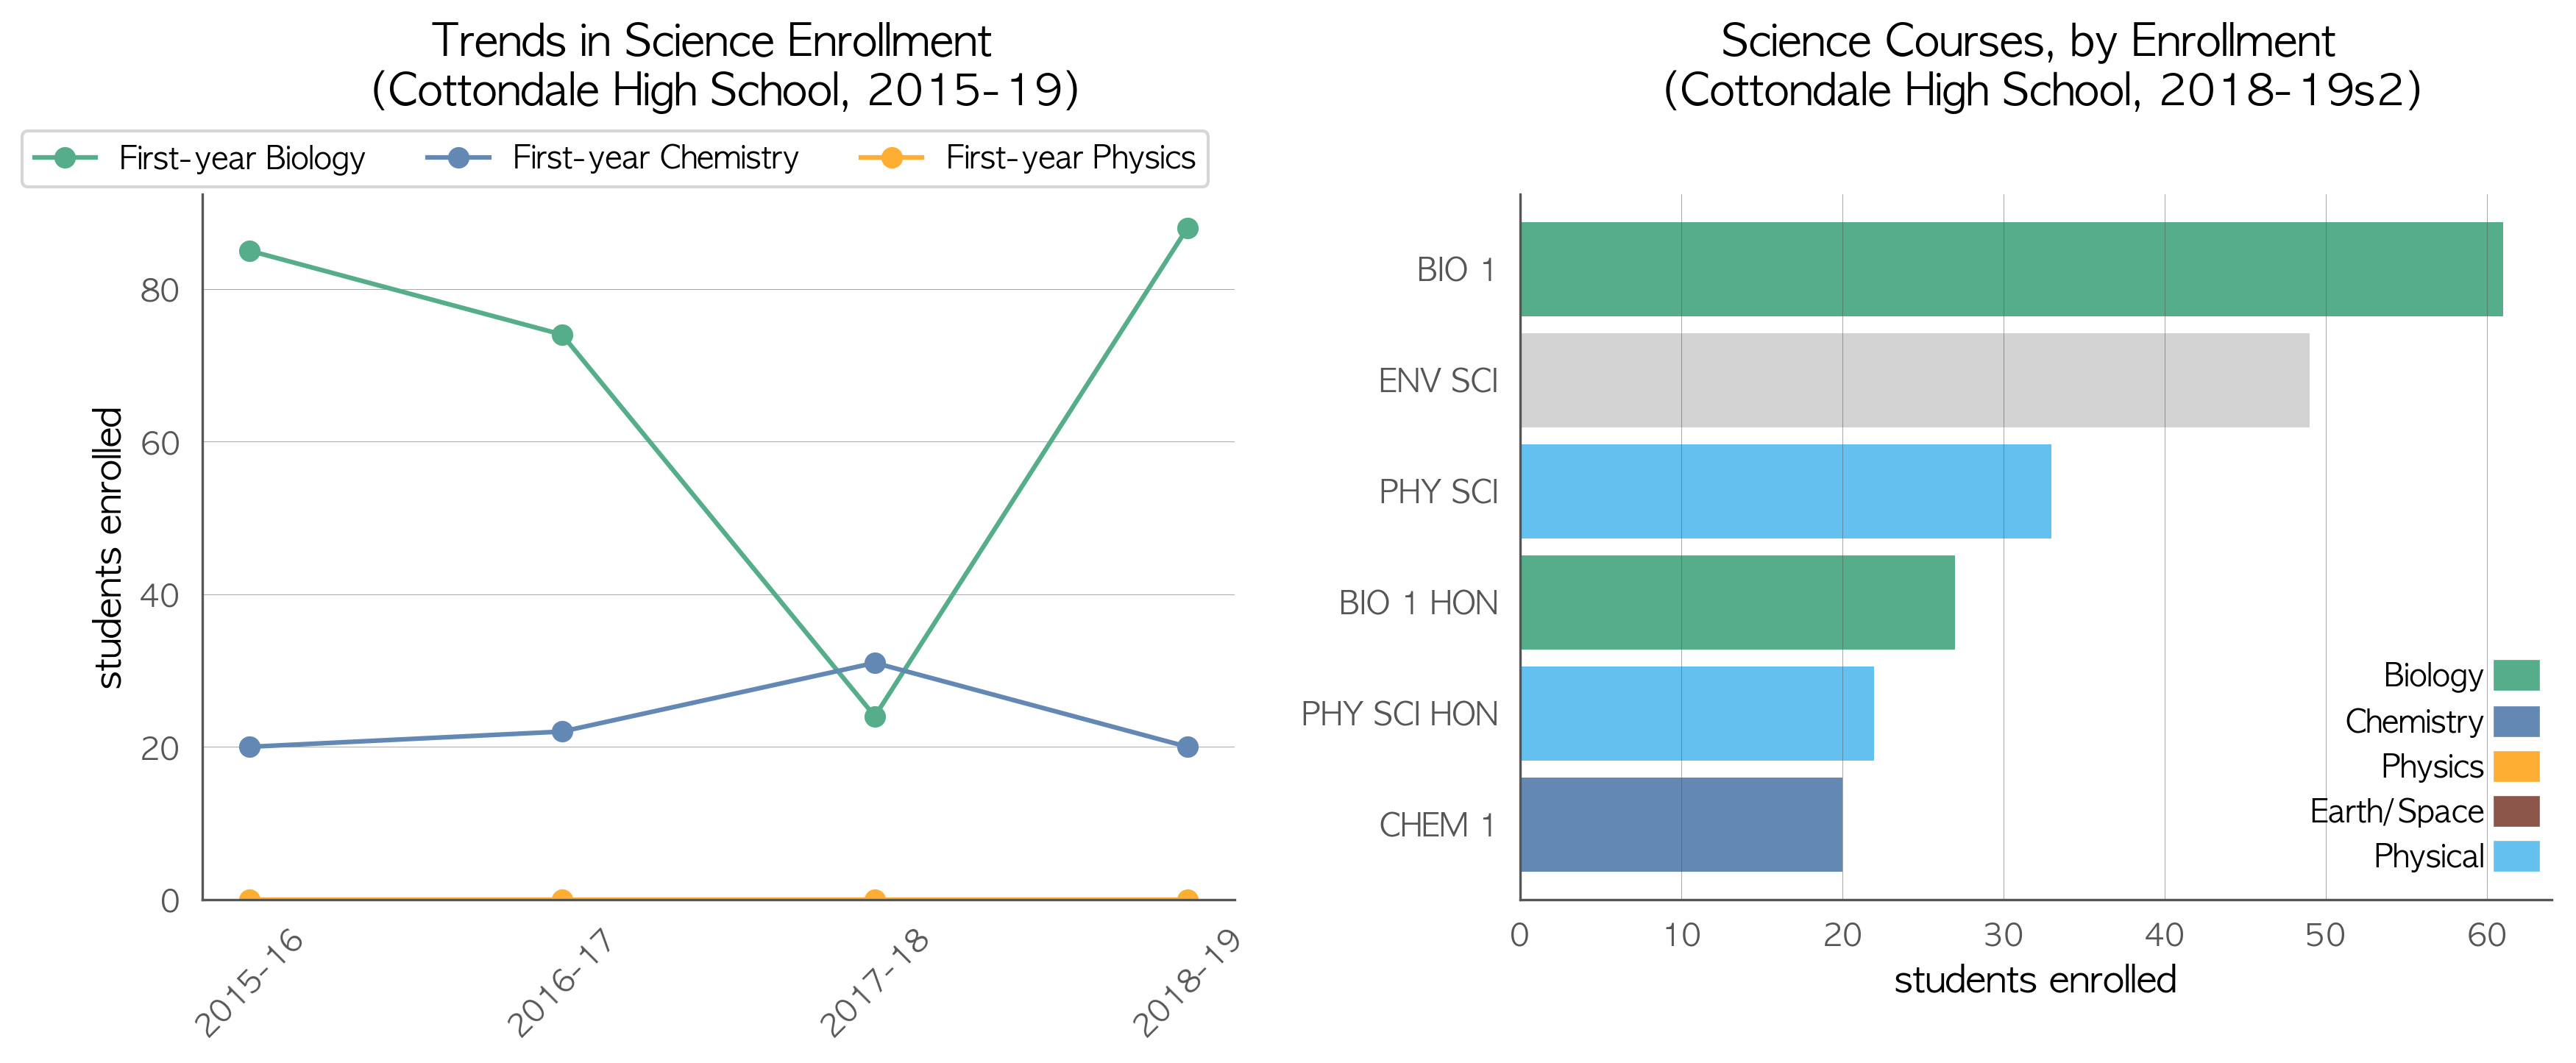 Trends in Science Enrollment
(Cottondale High School, 2015-19)
First-year Biology
First-year Chemistry
First-year Physics
students enrolled
80
60
40
20
0
2015-16
2016-17
2017-18
2018-19
Science Courses, by Enrollment
(Cottondale High School, 2018-19s2)
BIO 1
ENV SCI
PHY SCI
BIO 1 HON
PHY SCI HON
CHEM 1
Biology
Chemistry
Physics
Earth/Space
Physical
0 10 20 30 40 50 60
students enrolled